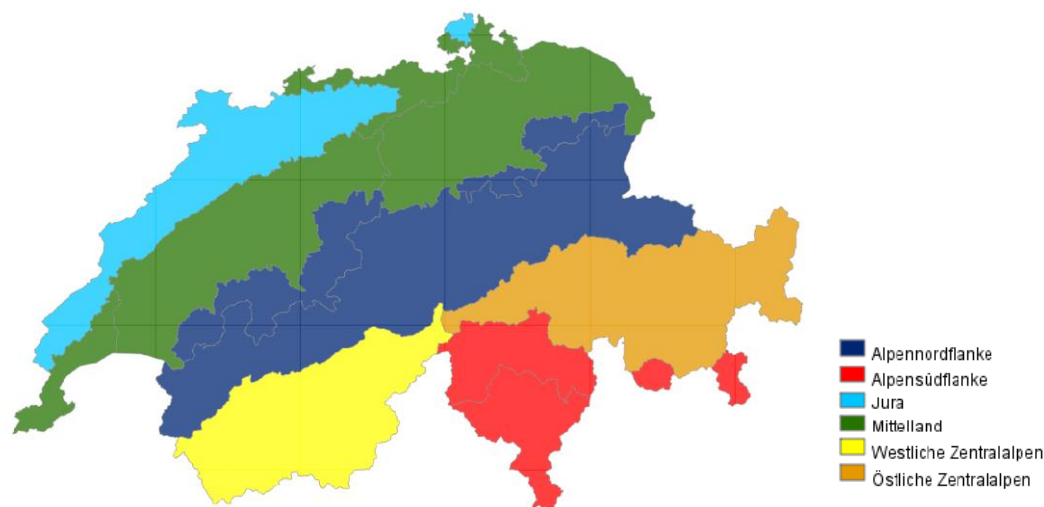 Alpennordflanke
Alpensüdflanke
Jura
Mittelland
Westliche Zentralalpen
Östliche Zentralalpen